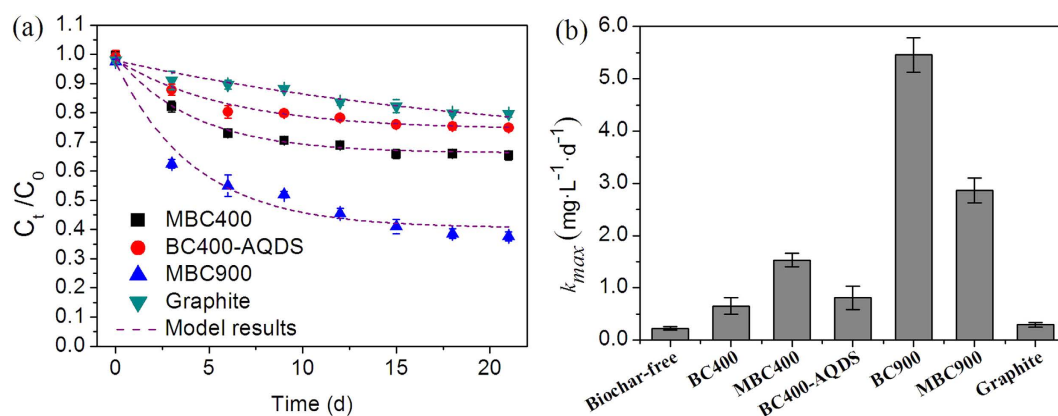 (a)
1.1
1.0
0.9
0.8
0.7
0.6
0.5
0.4
0.3
0.2
0.1
0.0
Cₜ/C₀
MBC400
BC400-AQDS
MBC900
Graphite
Model results
0 5 10 15 20
Time (d)
(b)
6.0
5.0
4.0
3.0
2.0
1.0
0.0
kₘₐₓ (mg·L⁻¹·d⁻¹)
Biochar-free
BC400
MBC400
BC400-AQDS
BC900
MBC900
Graphite